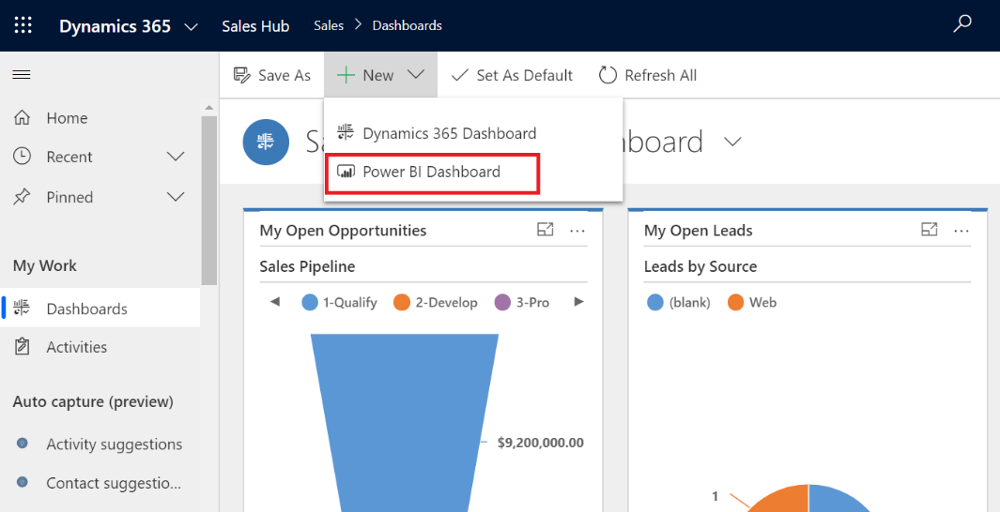 Dynamics 365 Sales Hub Sales > Dashboards
Save As New Set As Default Refresh All
Home
Recent
Pinned
My Work
Dashboards
Activities
Auto capture (preview)
Activity suggestions
Contact suggestio...
Dynamics 365 Dashboard
Power BI Dashboard
My Open Opportunities
Sales Pipeline
1-Qualify 2-Develop 3-Pro
$9,200,000.00
My Open Leads
Leads by Source
(blank) Web
1